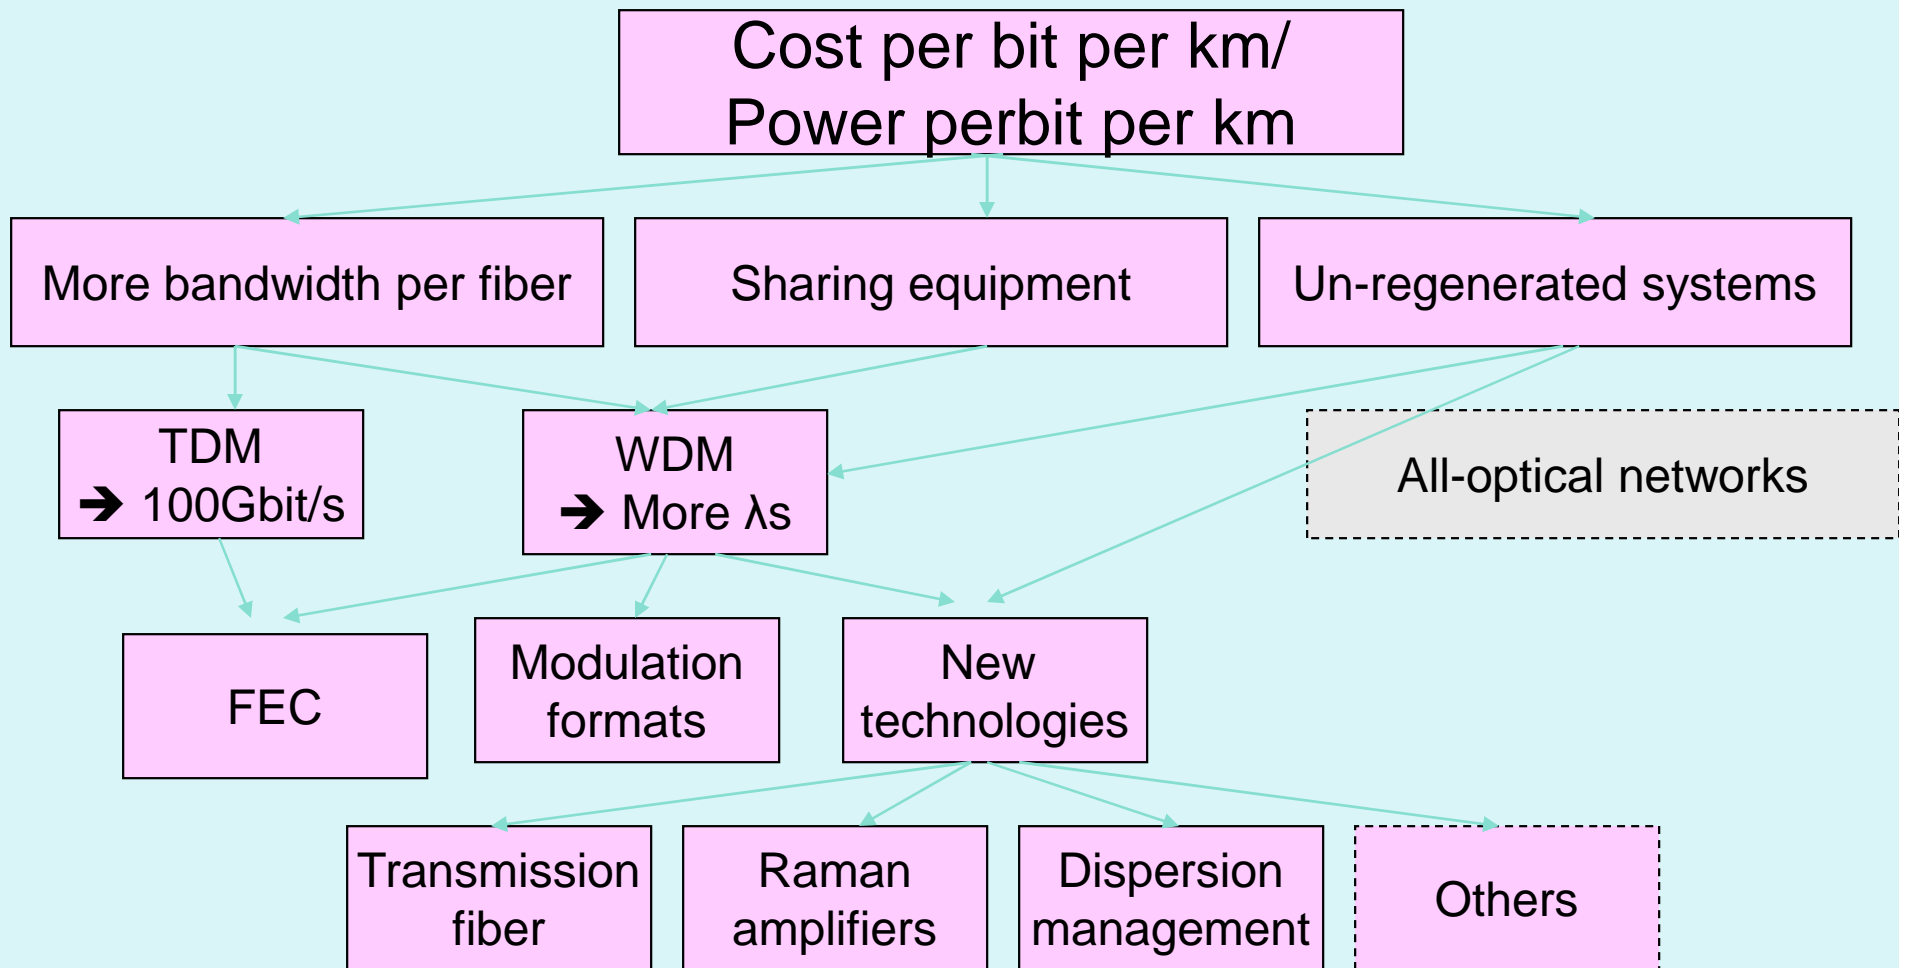 Cost per bit per km/
Power perbit per km
More bandwidth per fiber
Sharing equipment
Un-regenerated systems
TDM
➔ 100Gbit/s
WDM
➔ More λs
All-optical networks
FEC
Modulation
formats
New
technologies
Transmission
fiber
Raman
amplifiers
Dispersion
management
Others